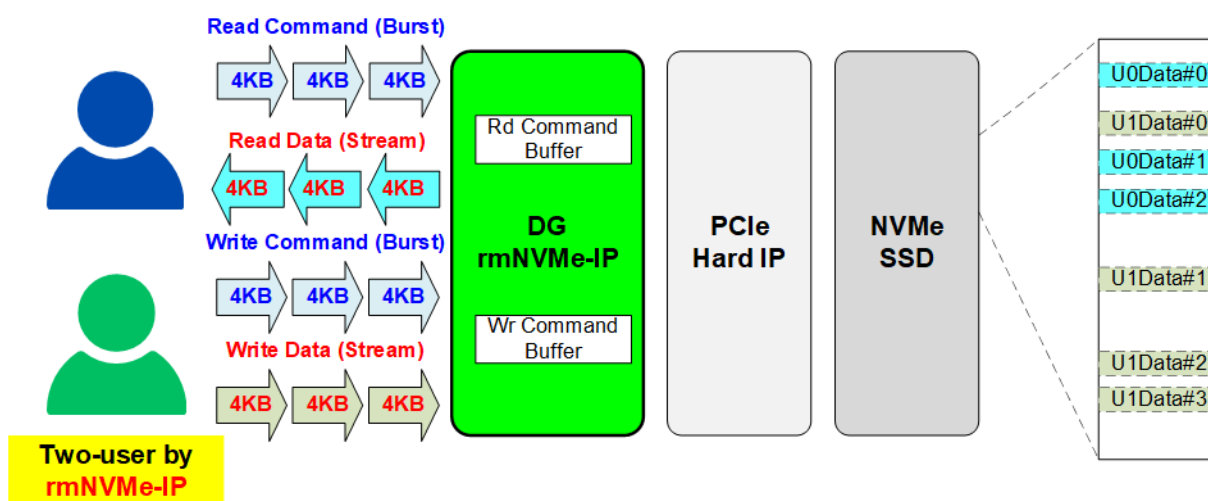 Read Command (Burst)
4KB 4KB 4KB
Read Data (Stream)
4KB 4KB 4KB
Write Command (Burst)
4KB 4KB 4KB
Write Data (Stream)
4KB 4KB 4KB
Two-user by
rmNVMe-IP
Rd Command
Buffer
DG
rmNVMe-IP
Wr Command
Buffer
PCIe
Hard IP
NVMe
SSD
U0Data#0
U1Data#0
U0Data#1
U0Data#2
U1Data#1
U1Data#2
U1Data#3